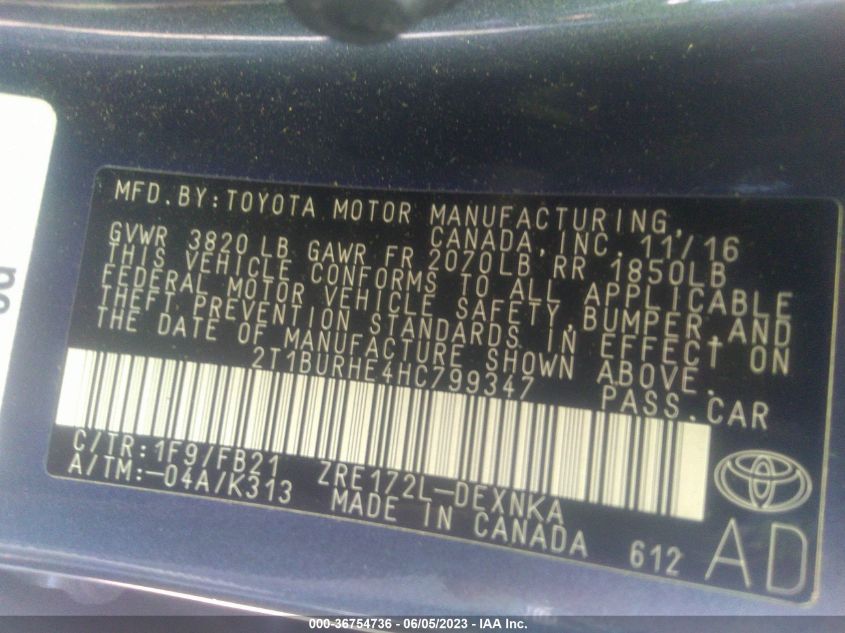 MFD.BY:TOYOTA MOTOR MANUFACTURING,
CANADA,INC. 11/16
GVWR 3820 LB GAWR FR 2070LB RR 1850LB
THIS VEHICLE CONFORMS TO ALL APPLICABLE
FEDERAL MOTOR VEHICLE SAFETY,BUMPER,AND
THEFT PREVENTION STANDARDS IN EFFECT ON
THE DATE OF MANUFACTURE SHOWN ABOVE.
2T1BURHE4HC799347 PASS.CAR
C/TR:1F9/FB21 ZRE172L-DEXNKA
A/TM:-04A/K313 MADE IN CANADA 612 AD
000-36754736 - 06/05/2023 - IAA Inc.